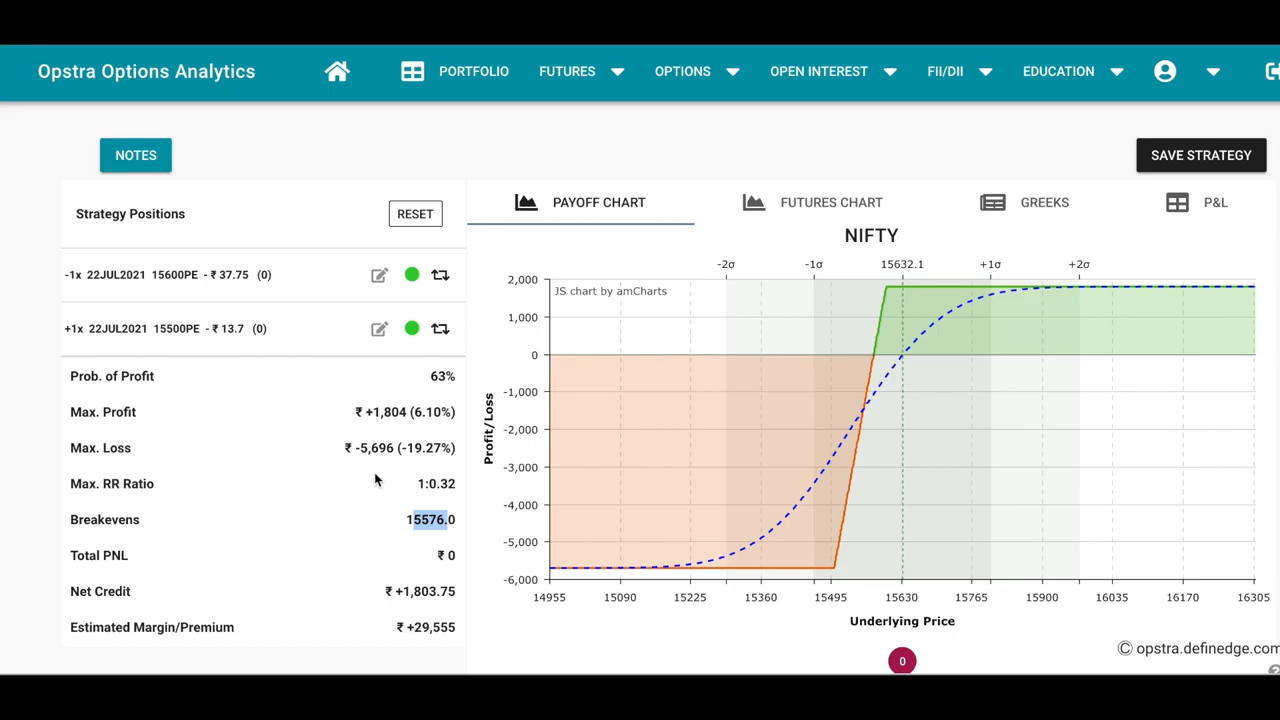 Opstra Options Analytics PORTFOLIO FUTURES OPTIONS OPEN INTEREST FII/DII EDUCATION
NOTES
SAVE STRATEGY
Strategy Positions RESET
-1x 22JUL2021 15600PE - ₹ 37.75 (0)
+1x 22JUL2021 15500PE - ₹ 13.7 (0)
Prob. of Profit 63%
Max. Profit ₹ +1,804 (6.10%)
Max. Loss ₹ -5,696 (-19.27%)
Max. RR Ratio 1:0.32
Breakevens 15576.0
Total PNL ₹ 0
Net Credit ₹ +1,803.75
Estimated Margin/Premium ₹ +29,555
PAYOFF CHART FUTURES CHART GREEKS P&L
NIFTY
-2σ -1σ 15632.1 +1σ +2σ
JS chart by amCharts
2,000
1,000
0
-1,000
-2,000
-3,000
-4,000
-5,000
-6,000
Profit/Loss
14955 15090 15225 15360 15495 15630 15765 15900 16035 16170 16305
Underlying Price
© opstra.definedge.com
0